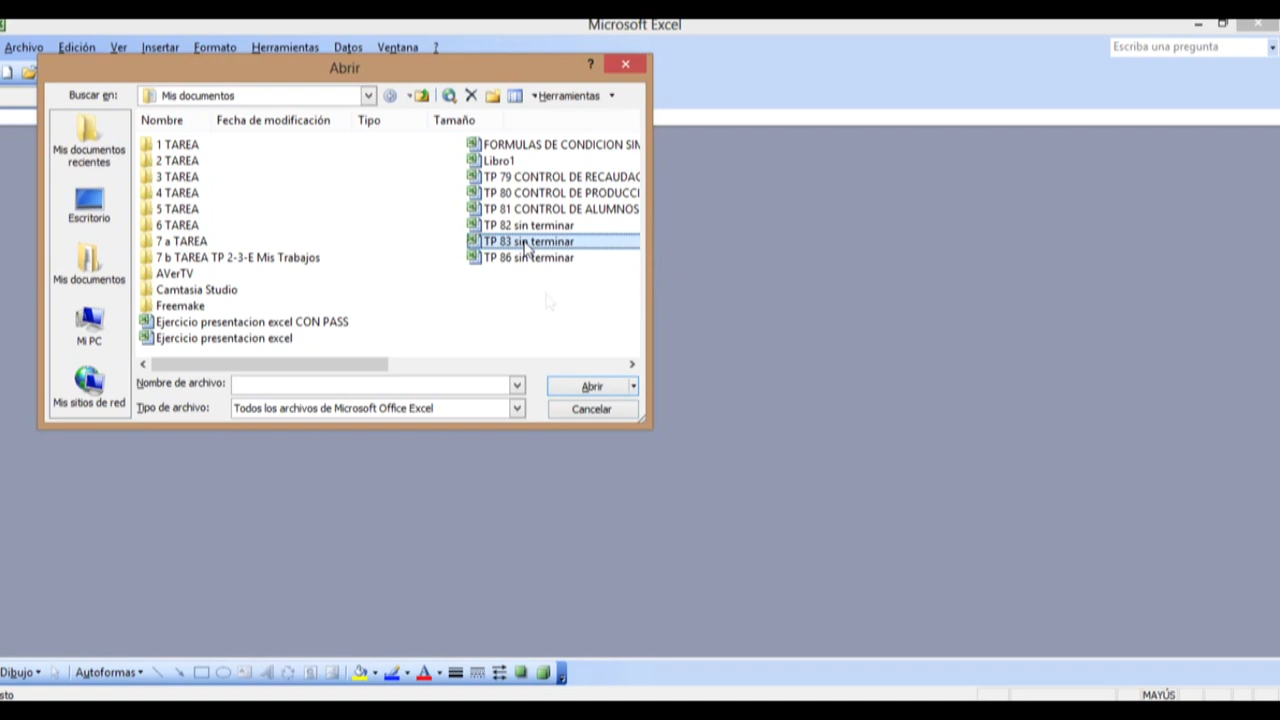 Microsoft Excel
Archivo Edición Ver Insertar Formato Herramientas Datos Ventana ?
Escriba una pregunta
Abrir
?
Buscar en: Mis documentos
Herramientas
Nombre Fecha de modificación Tipo Tamaño
Mis documentos
recientes
Escritorio
Mis documentos
Mi PC
Mis sitios de red
1 TAREA
2 TAREA
3 TAREA
4 TAREA
5 TAREA
6 TAREA
7 a TAREA
7 b TAREA TP 2-3-E Mis Trabajos
AVerTV
Camtasia Studio
Freemake
Ejercicio presentacion excel CON PASS
Ejercicio presentacion excel
FORMULAS DE CONDICION SIM
Libro1
TP 79 CONTROL DE RECAUDAC
TP 80 CONTROL DE PRODUCCI
TP 81 CONTROL DE ALUMNOS
TP 82 sin terminar
TP 83 sin terminar
TP 86 sin terminar
Nombre de archivo:
Abrir
Tipo de archivo: Todos los archivos de Microsoft Office Excel
Cancelar
Dibujo Autoformas
sto
MAYÚS